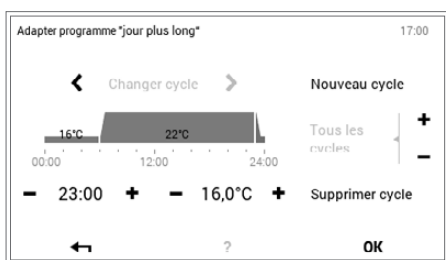 Adapter programme "jour plus long" 17:00
< Changer cycle > Nouveau cycle
16°C 22°C Tous les cycles +
00:00 12:00 24:00 −
− 23:00 + − 16,0°C + Supprimer cycle
? OK